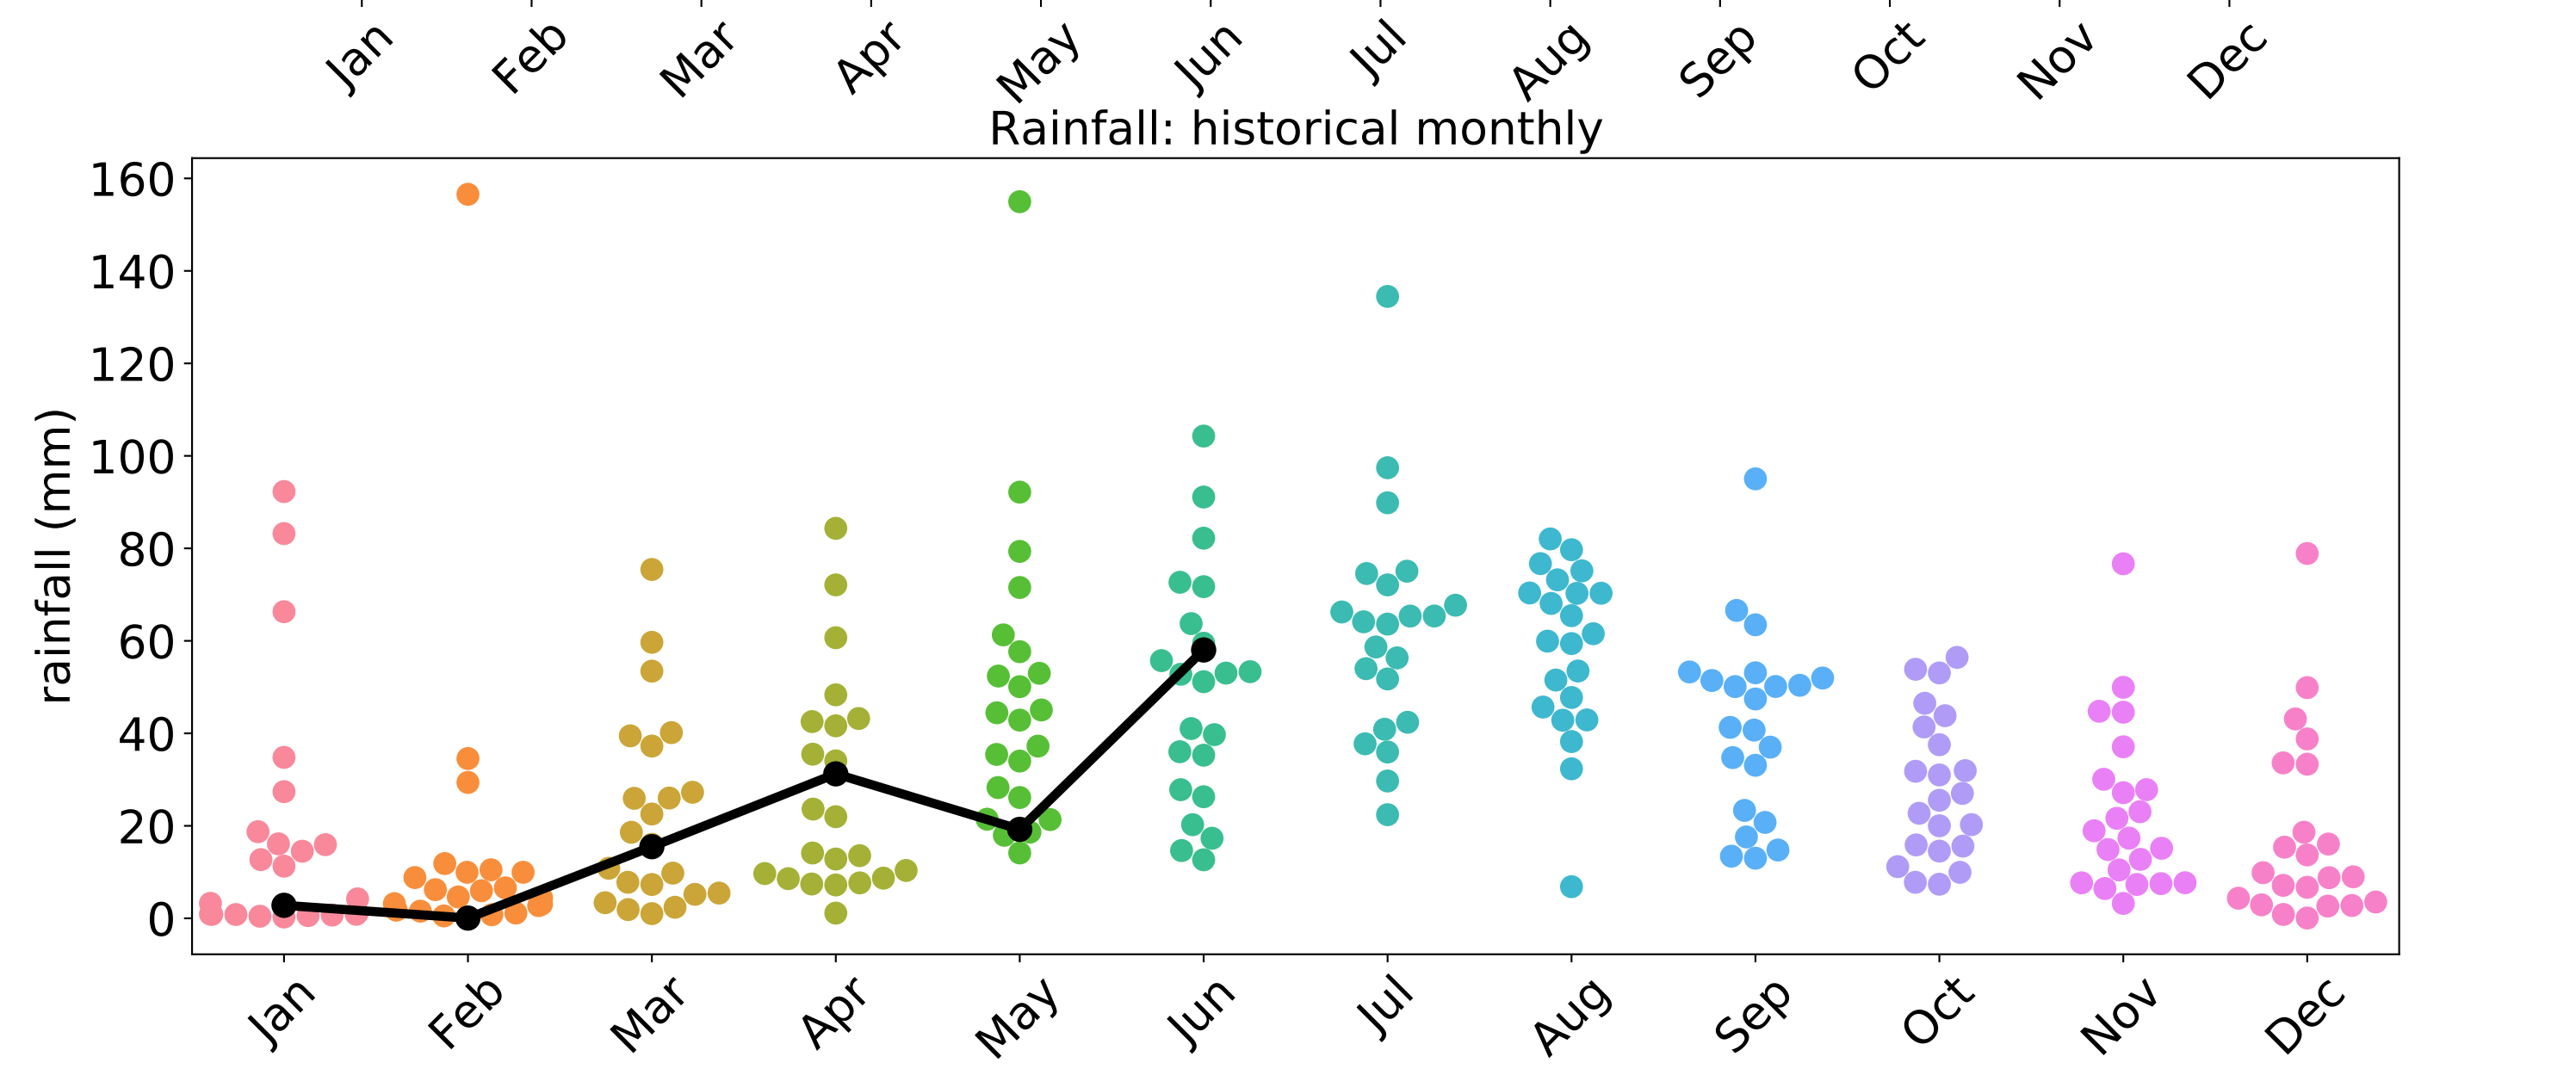 Jan Feb Mar Apr May Jun Jul Aug Sep Oct Nov Dec
Rainfall: historical monthly
160
140
120
100
80
60
40
20
0
rainfall (mm)
Jan Feb Mar Apr May Jun Jul Aug Sep Oct Nov Dec